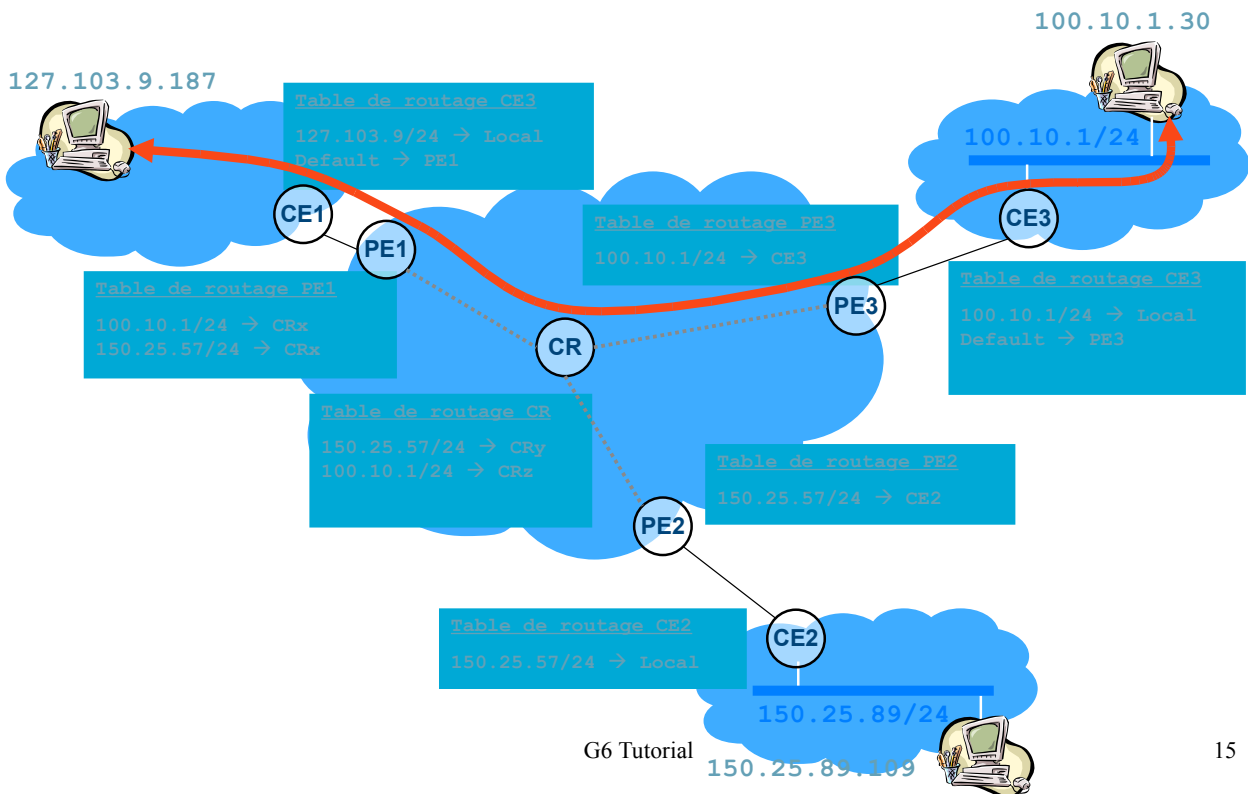 100.10.1.30
127.103.9.187
Table de routage CE3
127.103.9/24 → Local
Default → PE1
100.10.1/24
CE1
PE1
Table de routage PE3
100.10.1/24 → CE3
CE3
Table de routage PE1
100.10.1/24 → CRx
150.25.57/24 → CRx
PE3
Table de routage CE3
100.10.1/24 → Local
Default → PE3
CR
Table de routage CR
150.25.57/24 → CRy
100.10.1/24 → CRz
Table de routage PE2
150.25.57/24 → CE2
PE2
Table de routage CE2
150.25.57/24 → Local
CE2
150.25.89/24
G6 Tutorial
15
150.25.89.109